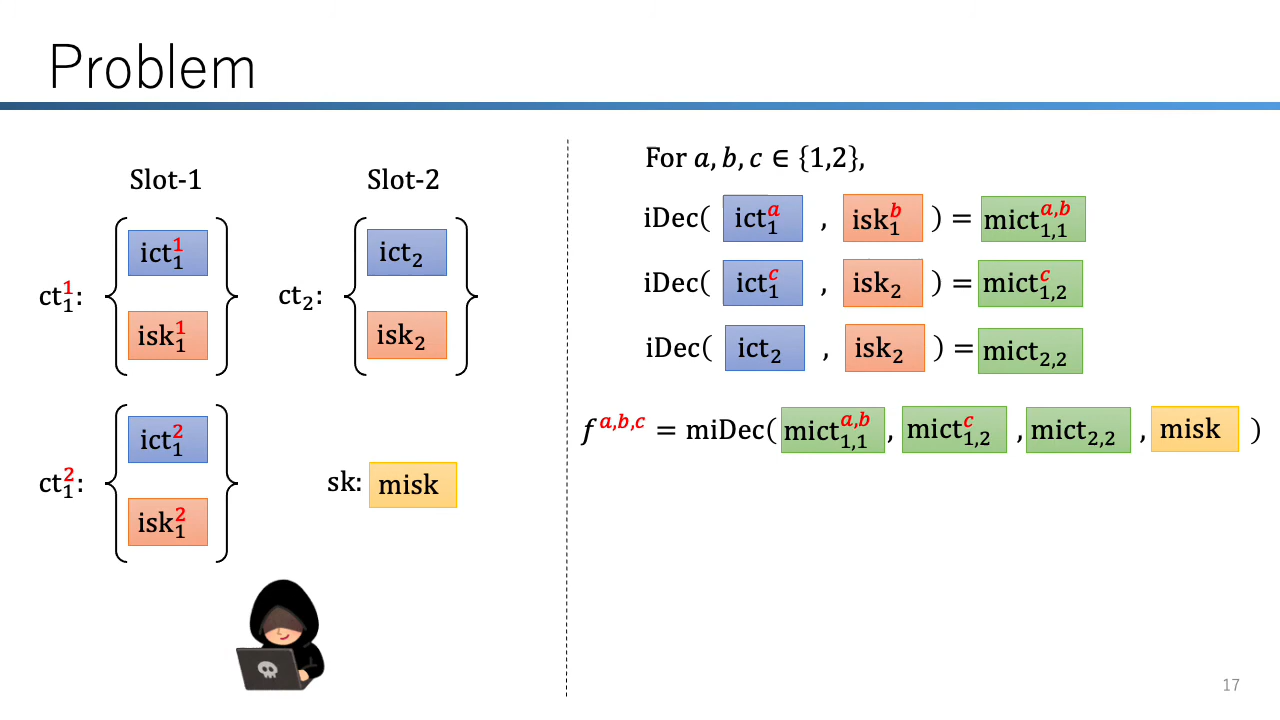 Problem
Slot-1
Slot-2
ct₁¹:
ict₁¹
isk₁¹
ct₂:
ict₂
isk₂
ct₁²:
ict₁²
isk₁²
sk: misk
For a, b, c ∈ {1,2},
iDec( ict₁ᵃ , isk₁ᵇ ) = mict₁,₁ᵃ,ᵇ
iDec( ict₁ᶜ , isk₂ ) = mict₁,₂ᶜ
iDec( ict₂ , isk₂ ) = mict₂,₂
fᵃ,ᵇ,ᶜ = miDec( mict₁,₁ᵃ,ᵇ , mict₁,₂ᶜ , mict₂,₂ , misk )
17